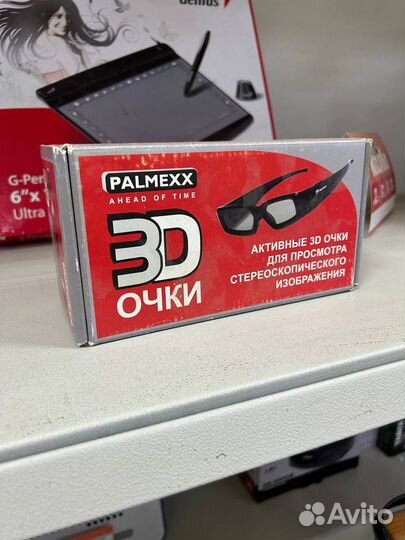 Genius
G-Pen
6" x
Ultra
PALMEXX
AHEAD OF TIME
3D
ОЧКИ
АКТИВНЫЕ 3D ОЧКИ
ДЛЯ ПРОСМОТРА
СТЕРЕОСКОПИЧЕСКОГО
ИЗОБРАЖЕНИЯ
Avito